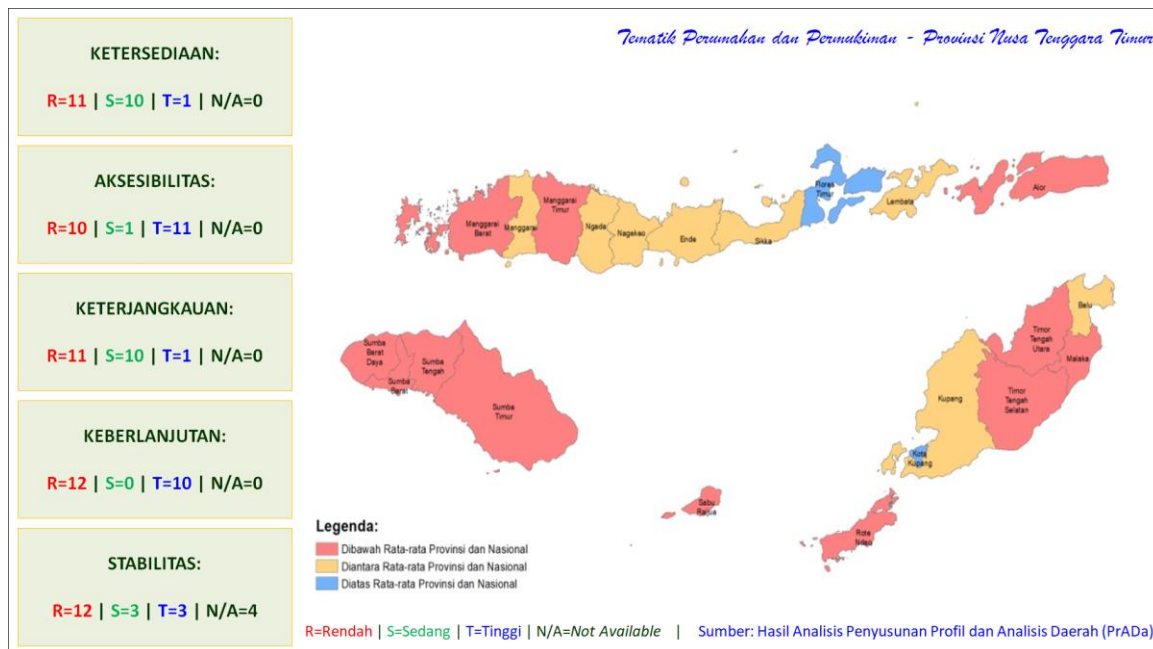 Tematik Perumahan dan Permukiman - Provinsi Nusa Tenggara Timur
KETERSEDIAAN:
R=11 | S=10 | T=1 | N/A=0
AKSESIBILITAS:
R=10 | S=1 | T=11 | N/A=0
KETERJANGKAUAN:
R=11 | S=10 | T=1 | N/A=0
KEBERLANJUTAN:
R=12 | S=0 | T=10 | N/A=0
STABILITAS:
R=12 | S=3 | T=3 | N/A=4
Manggarai
Barat
Manggarai
Manggarai
Timur
Ngada
Nagekeo
Ende
Sikka
Flores
Timur
Lembata
Alor
Sumba
Barat
Daya
Sumba
Barat
Sumba
Tengah
Sumba
Timur
Sabu
Raijua
Rote
Ndao
Kota
Kupang
Kupang
Timor
Tengah
Selatan
Timor
Tengah
Utara
Malaka
Belu
Legenda:
Dibawah Rata-rata Provinsi dan Nasional
Diantara Rata-rata Provinsi dan Nasional
Diatas Rata-rata Provinsi dan Nasional
R=Rendah | S=Sedang | T=Tinggi | N/A=Not Available | Sumber: Hasil Analisis Penyusunan Profil dan Analisis Daerah (PrADa)